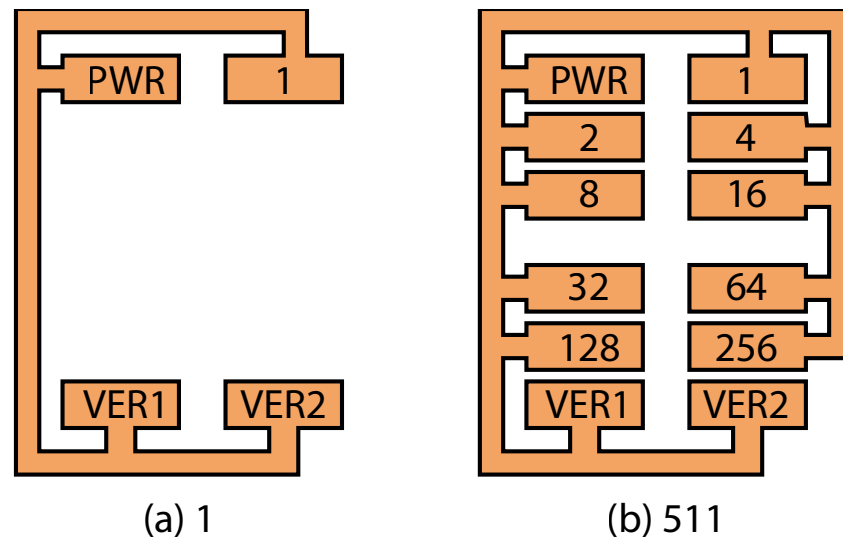 PWR 1
VER1 VER2
(a) 1
PWR 1
2 4
8 16
32 64
128 256
VER1 VER2
(b) 511